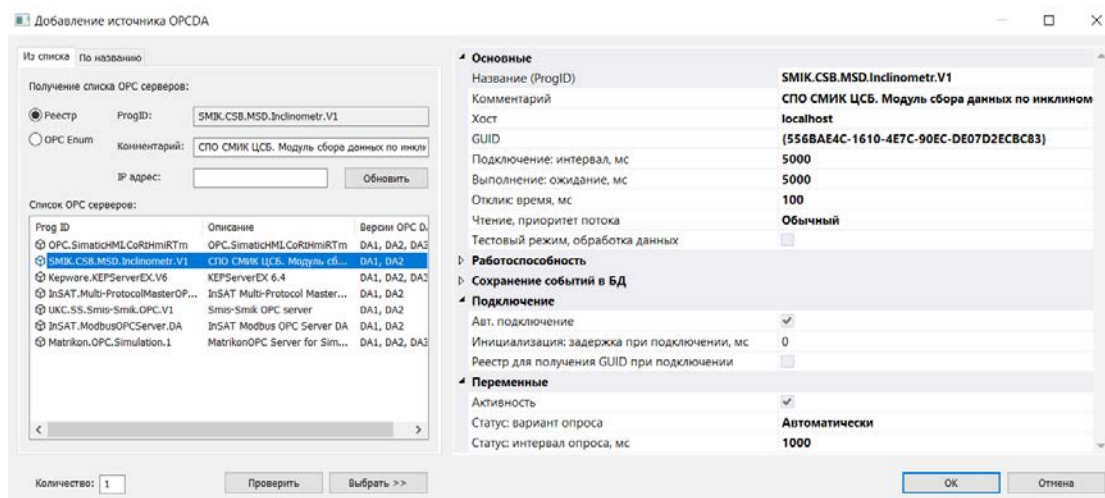 Добавление источника OPCDA
Из списка По названию
Получение списка OPC серверов:
Реестр ProgID: SMIK.CSB.MSD.Inclinometr.V1
OPC Enum Комментарий: СПО СМИК ЦСБ. Модуль сбора данных по инкли
IP адрес: Обновить
Список OPC серверов:
Prog ID Описание Версии OPC D.
OPC.SimaticHMI.CoRtHmiRTm OPC.SimaticHMI.CoRtHmiRTm DA1, DA2, DA3
SMIK.CSB.MSD.Inclinometr.V1 СПО СМИК ЦСБ. Модуль сб... DA1, DA2
Kepware.KEPServerEX.V6 KEPServerEX 6.4 DA1, DA2, DA3
InSAT.Multi-ProtocolMasterOP... InSAT Multi-Protocol Master... DA1, DA2
UKC.SS.Smis-Smik.OPC.V1 Smis-Smik OPC server DA1, DA2
InSAT.ModbusOPCServer.DA InSAT Modbus OPC Server DA DA1, DA2
Matrikon.OPC.Simulation.1 MatrikonOPC Server for Sim... DA1, DA2, DA3
Количество: 1 Проверить Выбрать >>
Основные
Название (ProgID) SMIK.CSB.MSD.Inclinometr.V1
Комментарий СПО СМИК ЦСБ. Модуль сбора данных по инклином
Хост localhost
GUID {556BAE4C-1610-4E7C-90EC-DE07D2ECBC83}
Подключение: интервал, мс 5000
Выполнение: ожидание, мс 5000
Отклик: время, мс 100
Чтение, приоритет потока Обычный
Тестовый режим, обработка данных
Работоспособность
Сохранение событий в БД
Подключение
Авт. подключение
Инициализация: задержка при подключении, мс 0
Реестр для получения GUID при подключении
Переменные
Активность
Статус: вариант опроса Автоматически
Статус: интервал опроса, мс 1000
OK Отмена